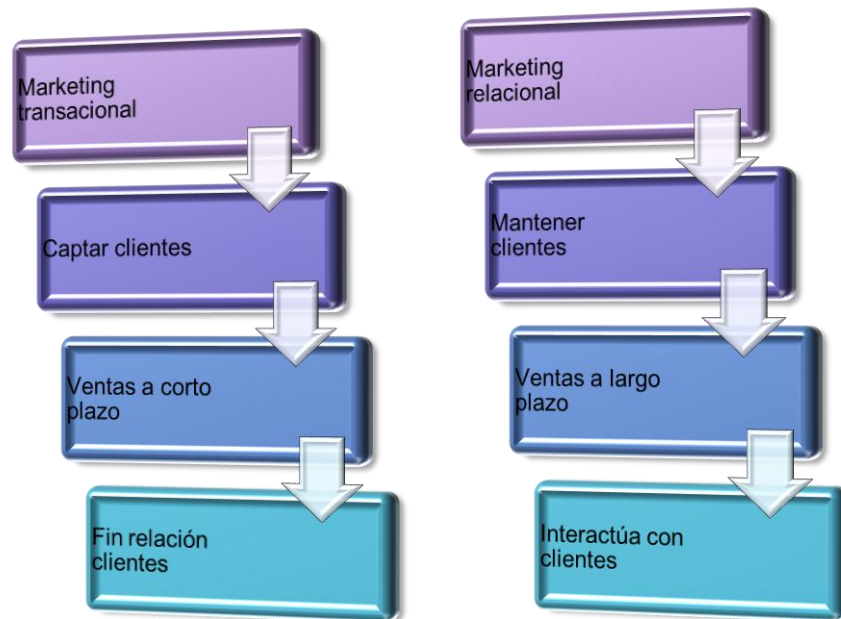 Marketing
transacional
Captar clientes
Ventas a corto
plazo
Fin relación
clientes
Marketing
relacional
Mantener
clientes
Ventas a largo
plazo
Interactúa con
clientes